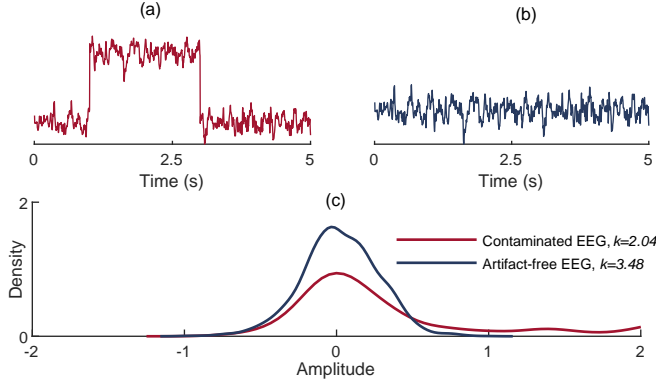 (a)
(b)
0
2.5
5
Time (s)
0
2.5
5
Time (s)
(c)
Density
2
1
0
Contaminated EEG, k=2.04
Artifact-free EEG, k=3.48
-2
-1
0
1
2
Amplitude